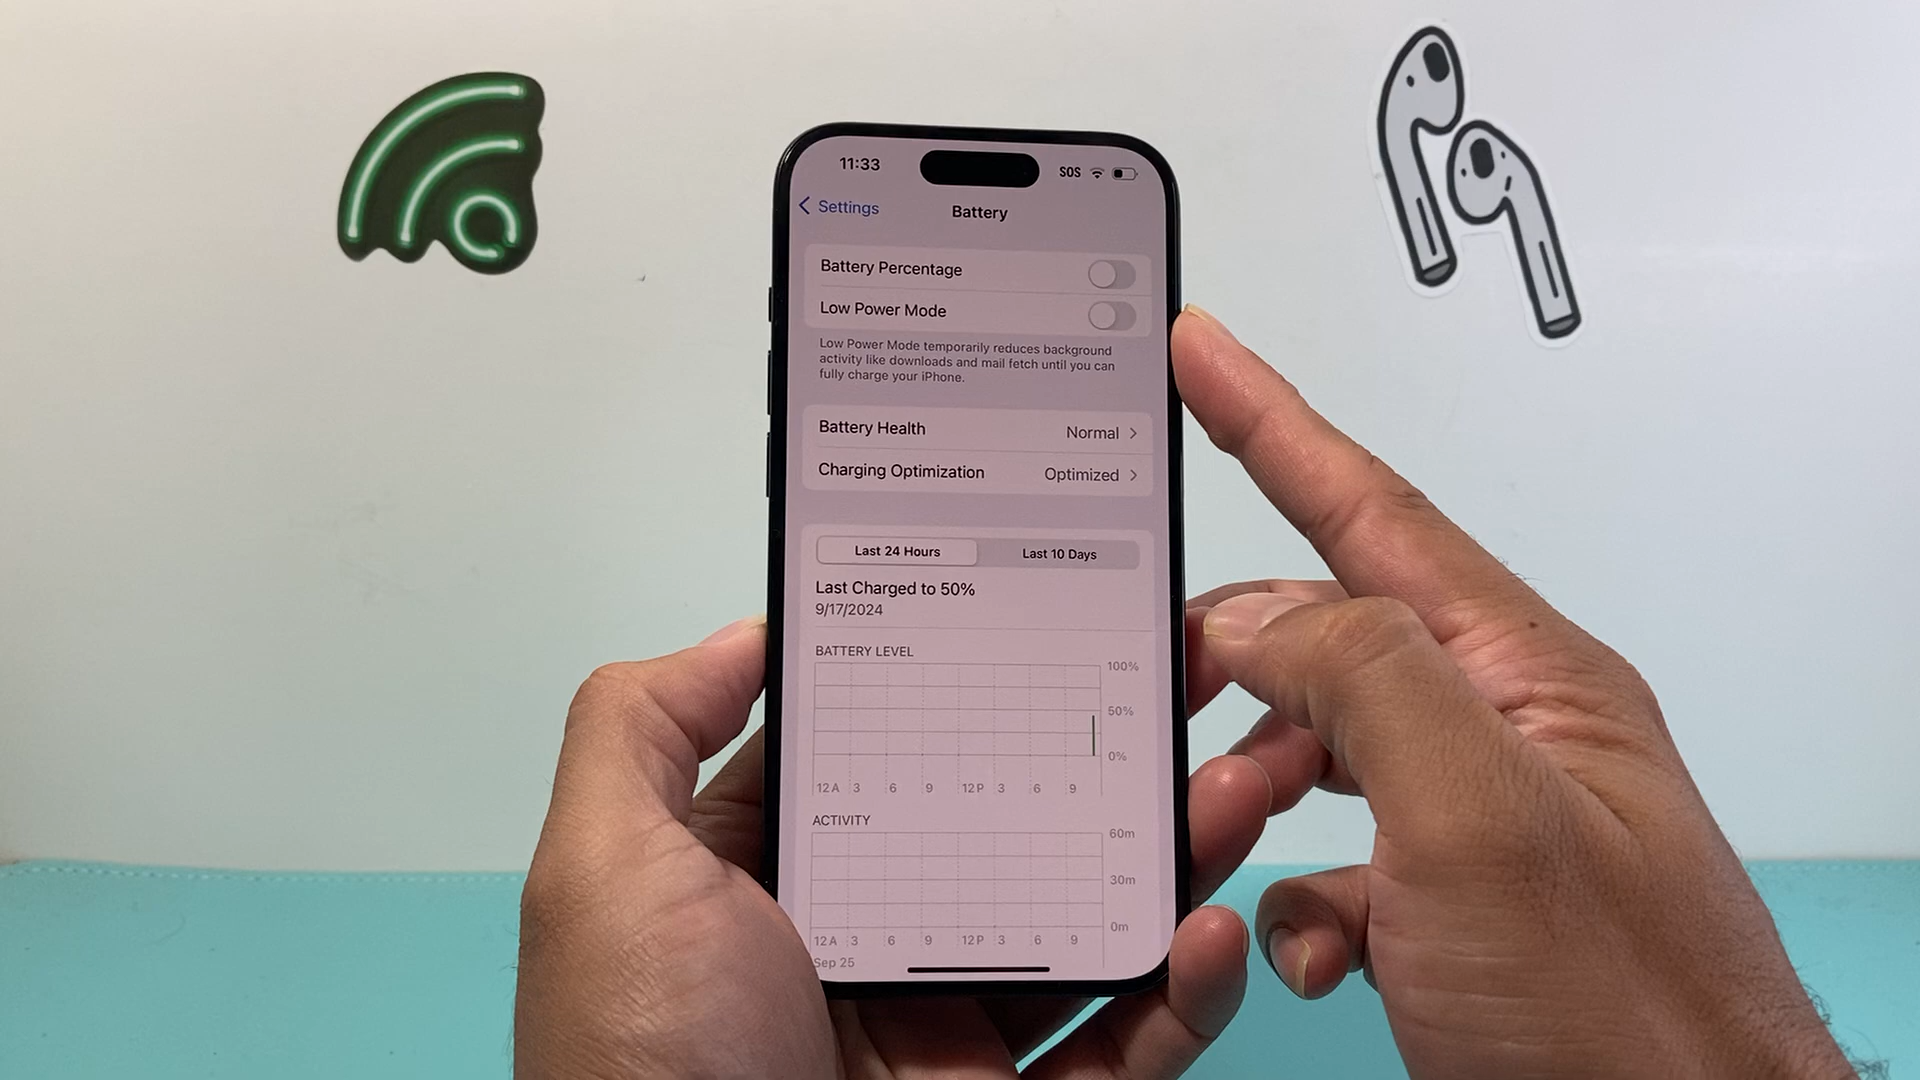 11:33
SOS
Settings
Battery
Battery Percentage
Low Power Mode
Low Power Mode temporarily reduces background
activity like downloads and mail fetch until you can
fully charge your iPhone.
Battery Health Normal
Charging Optimization Optimized
Last 24 Hours Last 10 Days
Last Charged to 50%
9/17/2024
BATTERY LEVEL
100%
50%
0%
12 A 3 6 9 12 P 3 6 9
ACTIVITY
60m
30m
0m
12 A 3 6 9 12 P 3 6 9
Sep 25